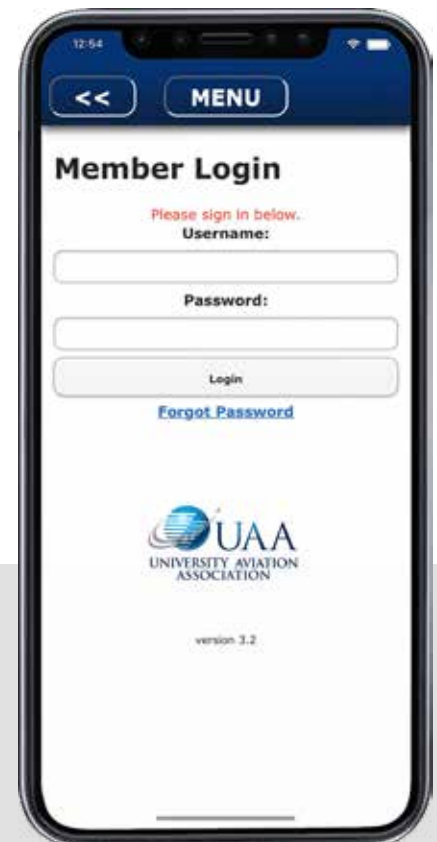 12:54
<< MENU
Member Login
Please sign in below.
Username:
Password:
Login
Forgot Password
UAA
UNIVERSITY AVIATION
ASSOCIATION
version 3.2